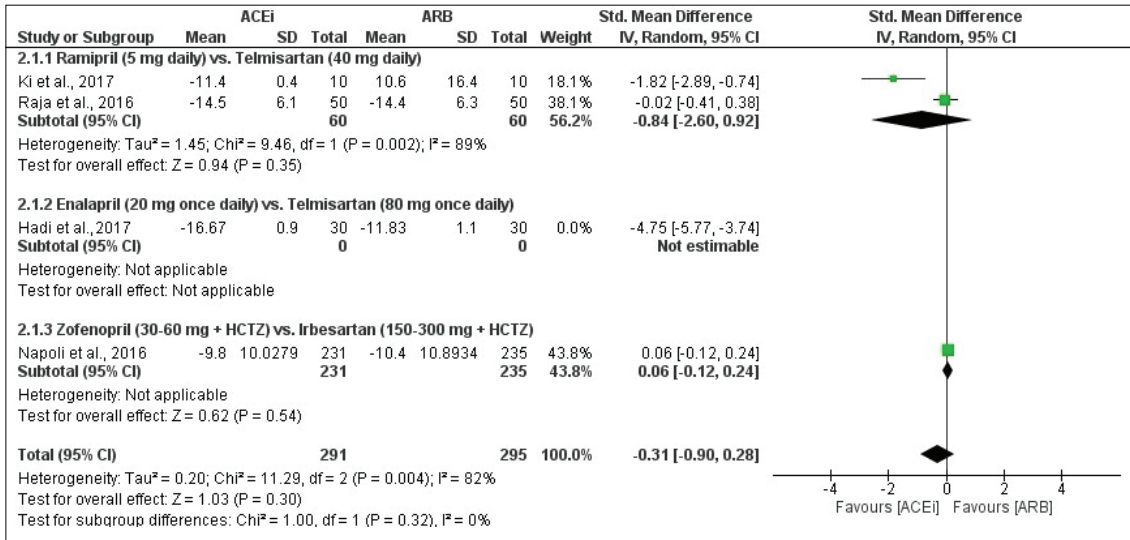 ACEi ARB Std. Mean Difference Std. Mean Difference
Study or Subgroup Mean SD Total Mean SD Total Weight IV, Random, 95% CI IV, Random, 95% CI
2.1.1 Ramipril (5 mg daily) vs. Telmisartan (40 mg daily)
Ki et al., 2017 -11.4 0.4 10 10.6 16.4 10 18.1% -1.82 [-2.89, -0.74]
Raja et al., 2016 -14.5 6.1 50 -14.4 6.3 50 38.1% -0.02 [-0.41, 0.38]
Subtotal (95% CI) 60 60 56.2% -0.84 [-2.60, 0.92]
Heterogeneity: Tau² = 1.45; Chi² = 9.46, df = 1 (P = 0.002); I² = 89%
Test for overall effect: Z = 0.94 (P = 0.35)
2.1.2 Enalapril (20 mg once daily) vs. Telmisartan (80 mg once daily)
Hadi et al.,2017 -16.67 0.9 30 -11.83 1.1 30 0.0% -4.75 [-5.77, -3.74]
Subtotal (95% CI) 0 0 Not estimable
Heterogeneity: Not applicable
Test for overall effect: Not applicable
2.1.3 Zofenopril (30-60 mg + HCTZ) vs. Irbesartan (150-300 mg + HCTZ)
Napoli et al., 2016 -9.8 10.0279 231 -10.4 10.8934 235 43.8% 0.06 [-0.12, 0.24]
Subtotal (95% CI) 231 235 43.8% 0.06 [-0.12, 0.24]
Heterogeneity: Not applicable
Test for overall effect: Z = 0.62 (P = 0.54)
Total (95% CI) 291 295 100.0% -0.31 [-0.90, 0.28]
Heterogeneity: Tau² = 0.20; Chi² = 11.29, df = 2 (P = 0.004); I² = 82%
Test for overall effect: Z = 1.03 (P = 0.30)
Test for subgroup differences: Chi² = 1.00, df = 1 (P = 0.32), I² = 0%
-4 -2 0 2 4
Favours [ACEi] Favours [ARB]